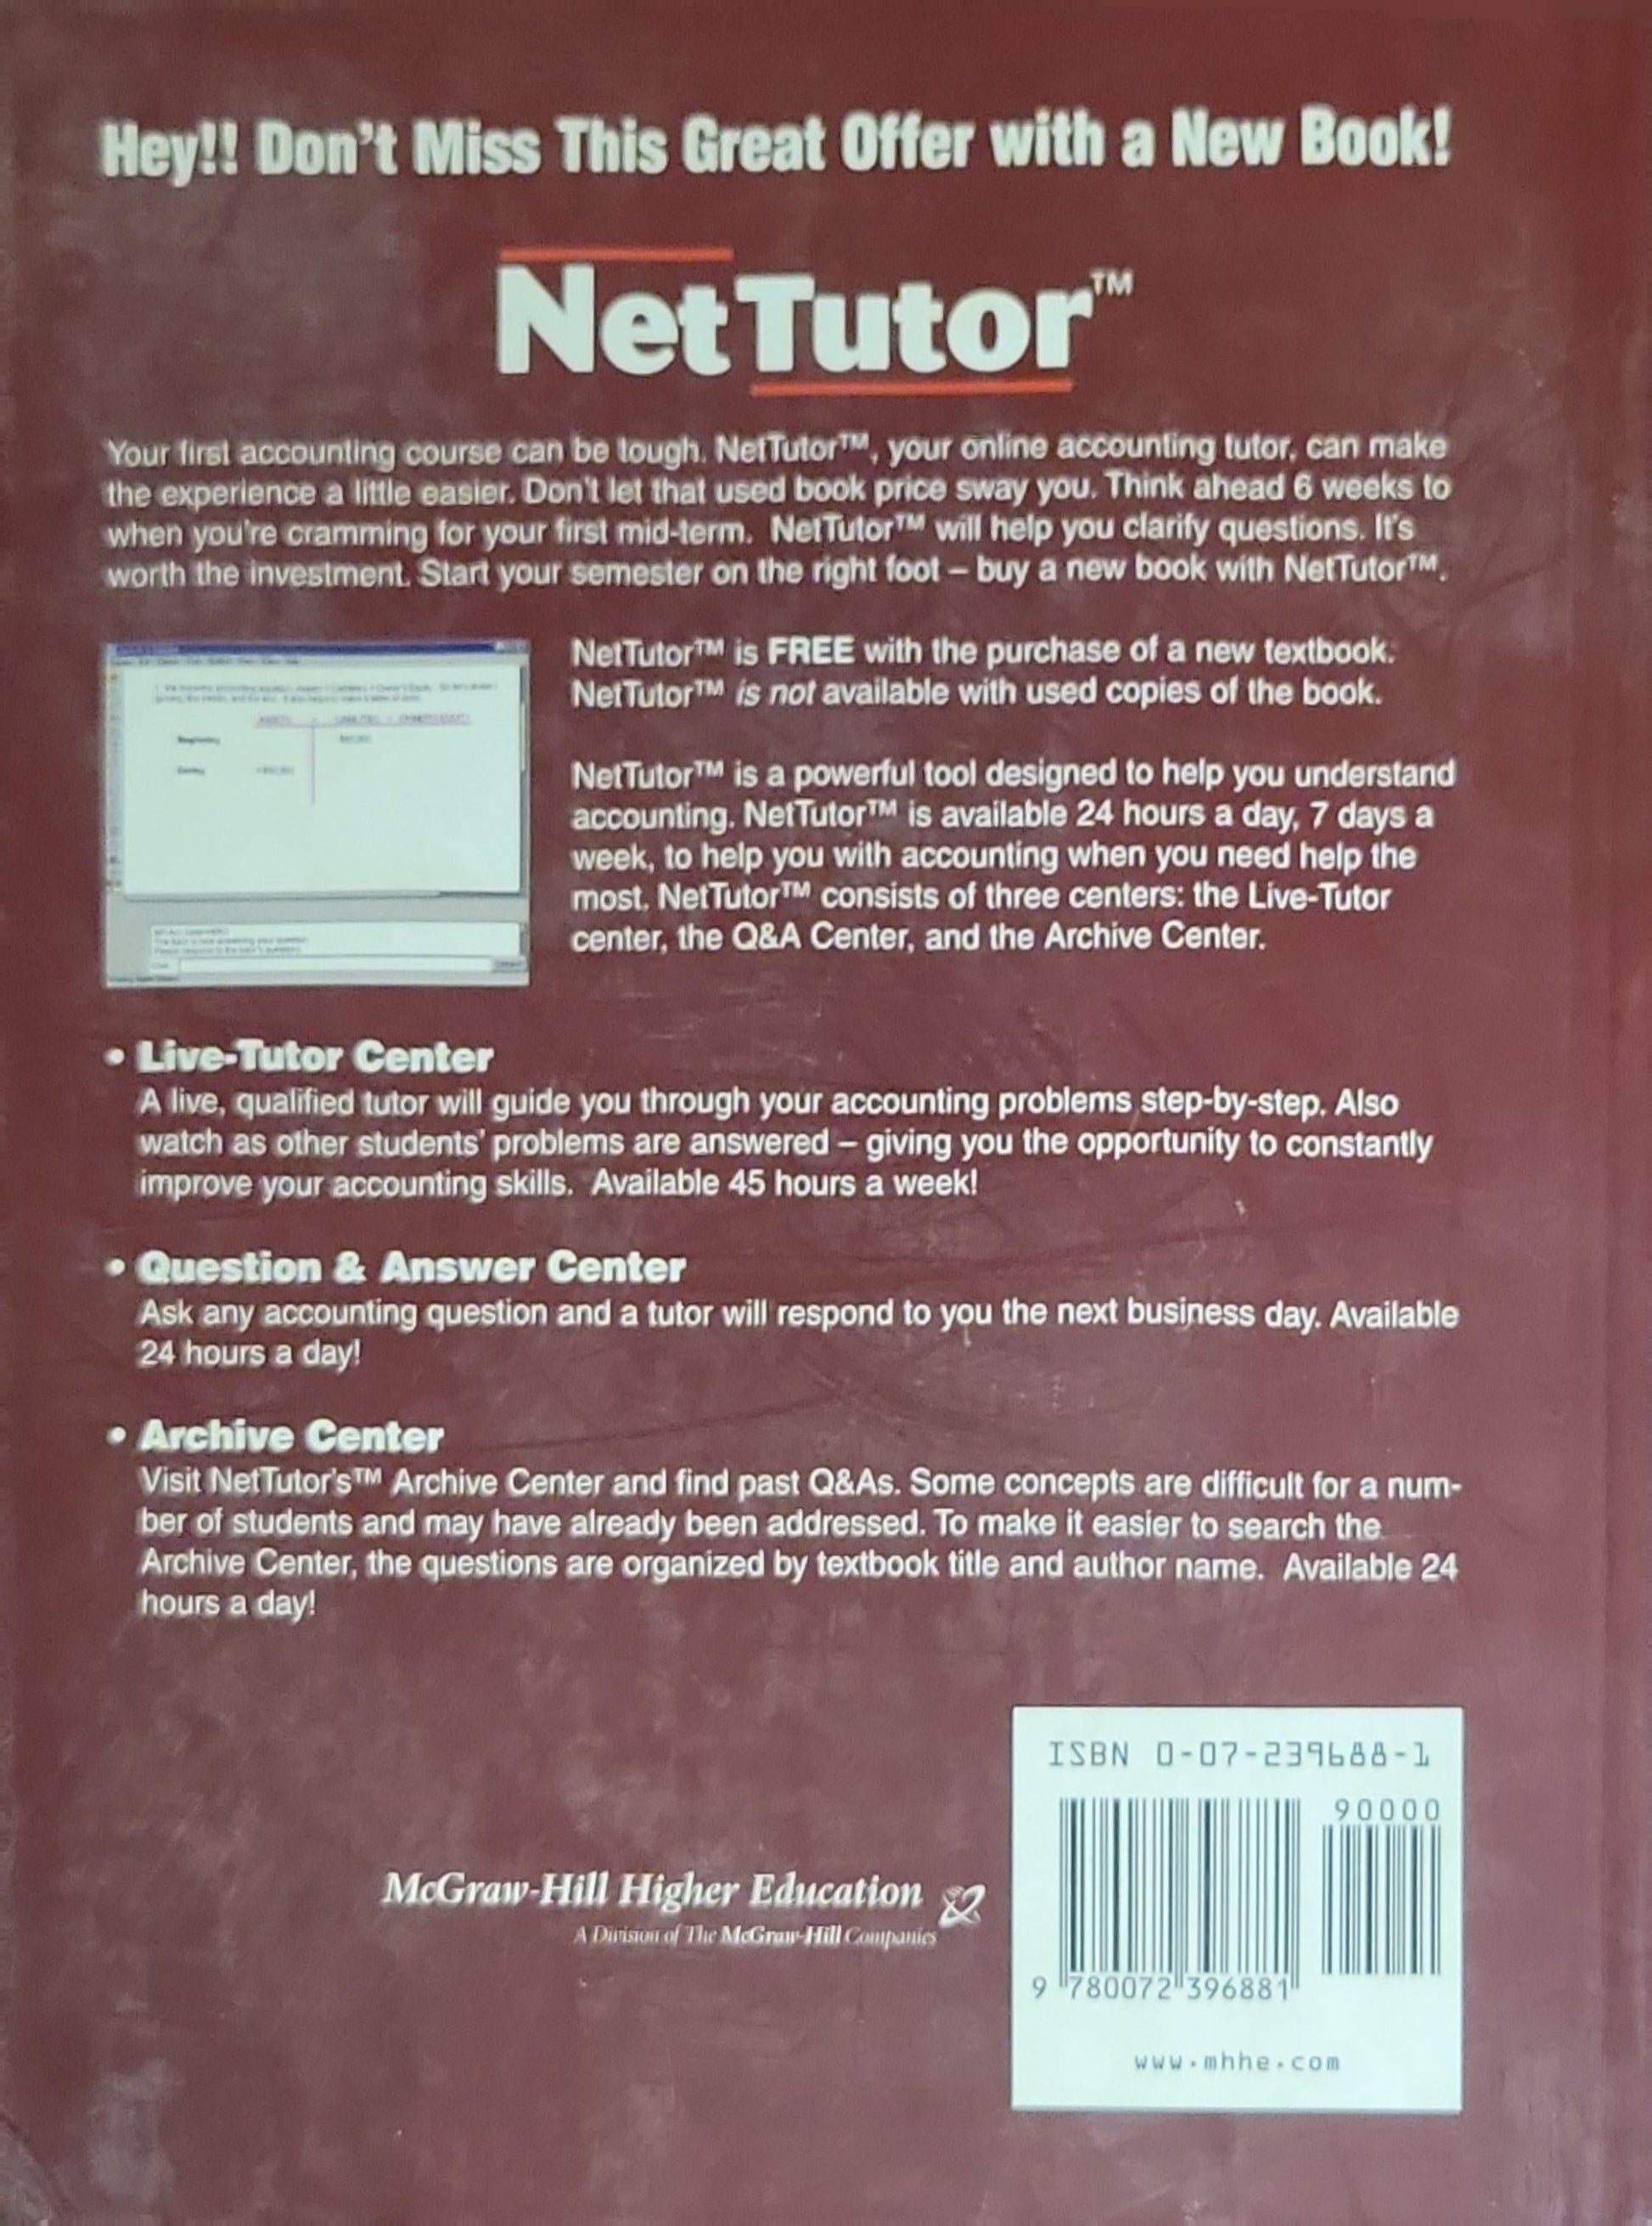 Hey!! Don't Miss This Great Offer with a New Book!
NetTutor™
Your first accounting course can be tough. NetTutor™, your online accounting tutor, can make
the experience a little easier. Don't let that used book price sway you. Think ahead 6 weeks to
when you're cramming for your first mid-term. NetTutor™ will help you clarify questions. It's
worth the investment. Start your semester on the right foot – buy a new book with NetTutor™.
NetTutor™ is FREE with the purchase of a new textbook.
NetTutor™ is not available with used copies of the book.
NetTutor™ is a powerful tool designed to help you understand
accounting. NetTutor™ is available 24 hours a day, 7 days a
week, to help you with accounting when you need help the
most. NetTutor™ consists of three centers: the Live-Tutor
center, the Q&A Center, and the Archive Center.
• Live-Tutor Center
A live, qualified tutor will guide you through your accounting problems step-by-step. Also
watch as other students' problems are answered – giving you the opportunity to constantly
improve your accounting skills. Available 45 hours a week!
• Question & Answer Center
Ask any accounting question and a tutor will respond to you the next business day. Available
24 hours a day!
• Archive Center
Visit NetTutor's™ Archive Center and find past Q&As. Some concepts are difficult for a num-
ber of students and may have already been addressed. To make it easier to search the
Archive Center, the questions are organized by textbook title and author name. Available 24
hours a day!
McGraw-Hill Higher Education
A Division of The McGraw-Hill Companies
ISBN 0-07-239688-1
90000
9 780072 396881
www.mhhe.com